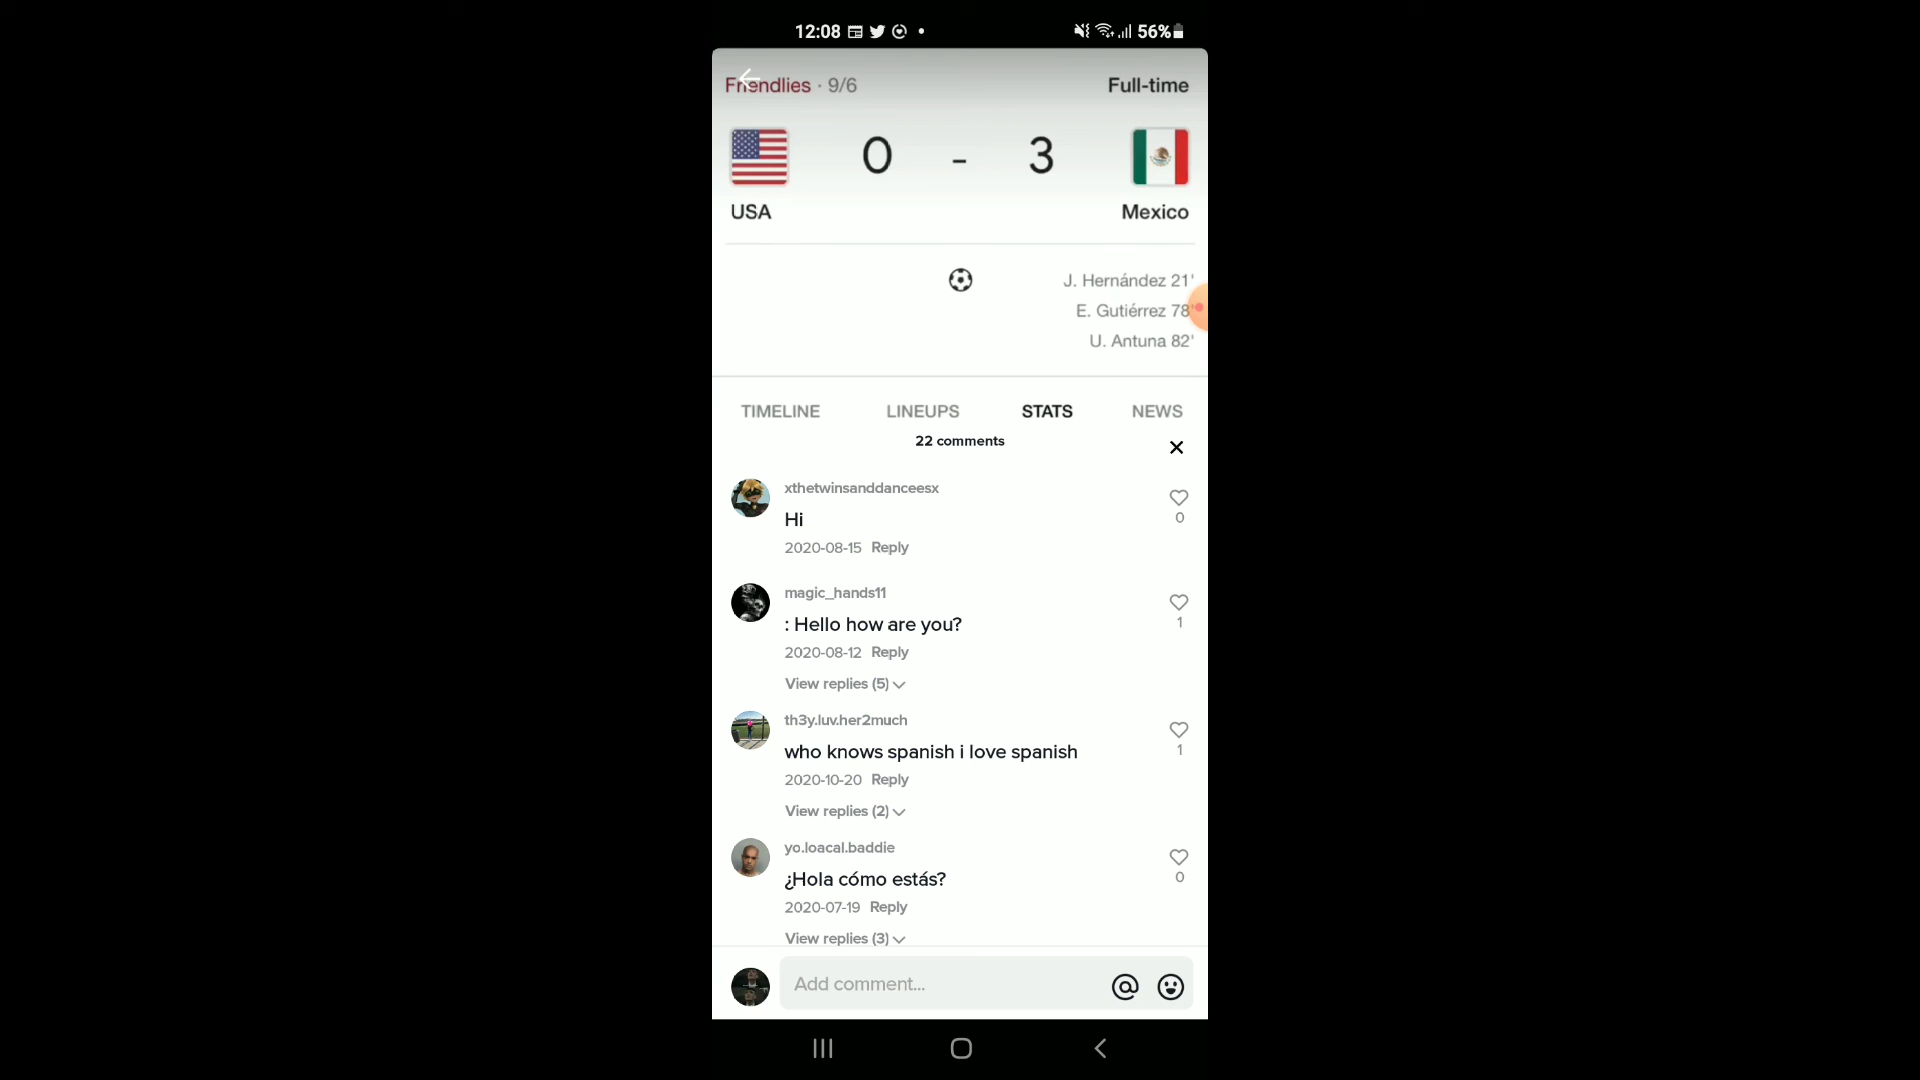 12:08 56%
Friendlies · 9/6 Full-time
0 - 3
USA Mexico
J. Hernández 21'
E. Gutiérrez 78'
U. Antuna 82'
TIMELINE LINEUPS STATS NEWS
22 comments
xthetwinsanddanceesx
Hi
0
2020-08-15 Reply
magic_hands11
: Hello how are you?
1
2020-08-12 Reply
View replies (5)
th3y.luv.her2much
who knows spanish i love spanish
1
2020-10-20 Reply
View replies (2)
yo.loacal.baddie
¿Hola cómo estás?
0
2020-07-19 Reply
View replies (3)
Add comment...